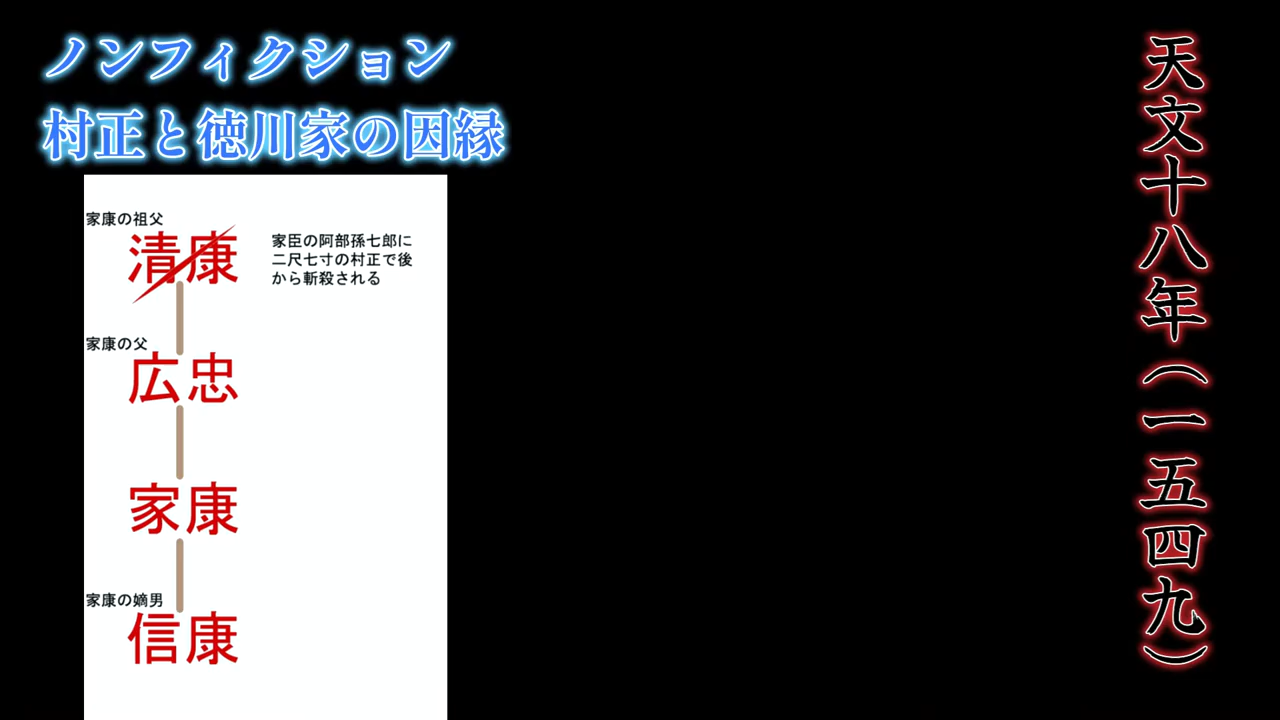 ノンフィクション
村正と徳川家の因縁
天文十八年(一五四九)
家康の祖父
清康
家臣の阿部孫七郎に
二尺七寸の村正で後
から斬殺される
家康の父
広忠
家康
家康の嫡男
信康